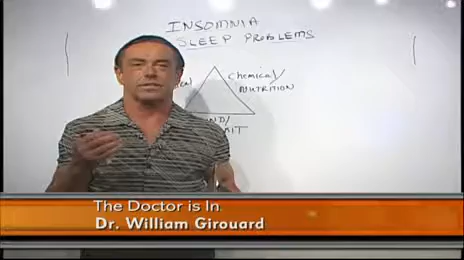 INSOMNIA
SLEEP PROBLEMS
Chemical/
NUTRITION
The Doctor is In
Dr. William Girouard